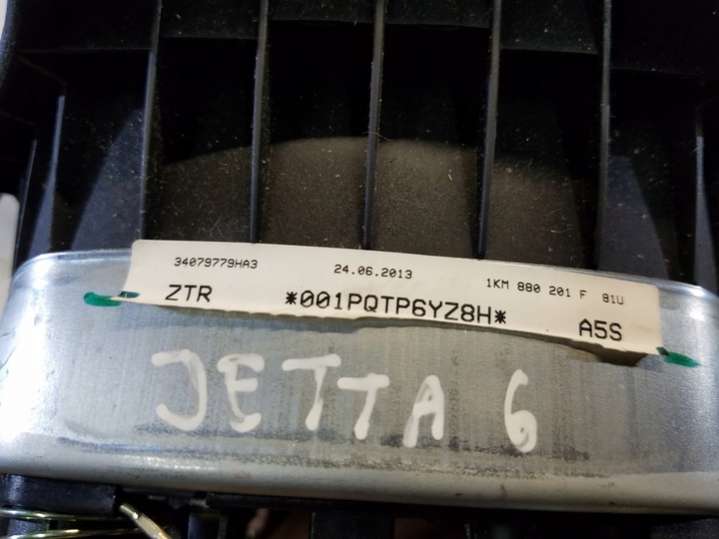 34079779HA3 24.06.2013 1KM 880 201 F 81U
ZTR *001PQTP6YZ8H* A5S
JETTA 6